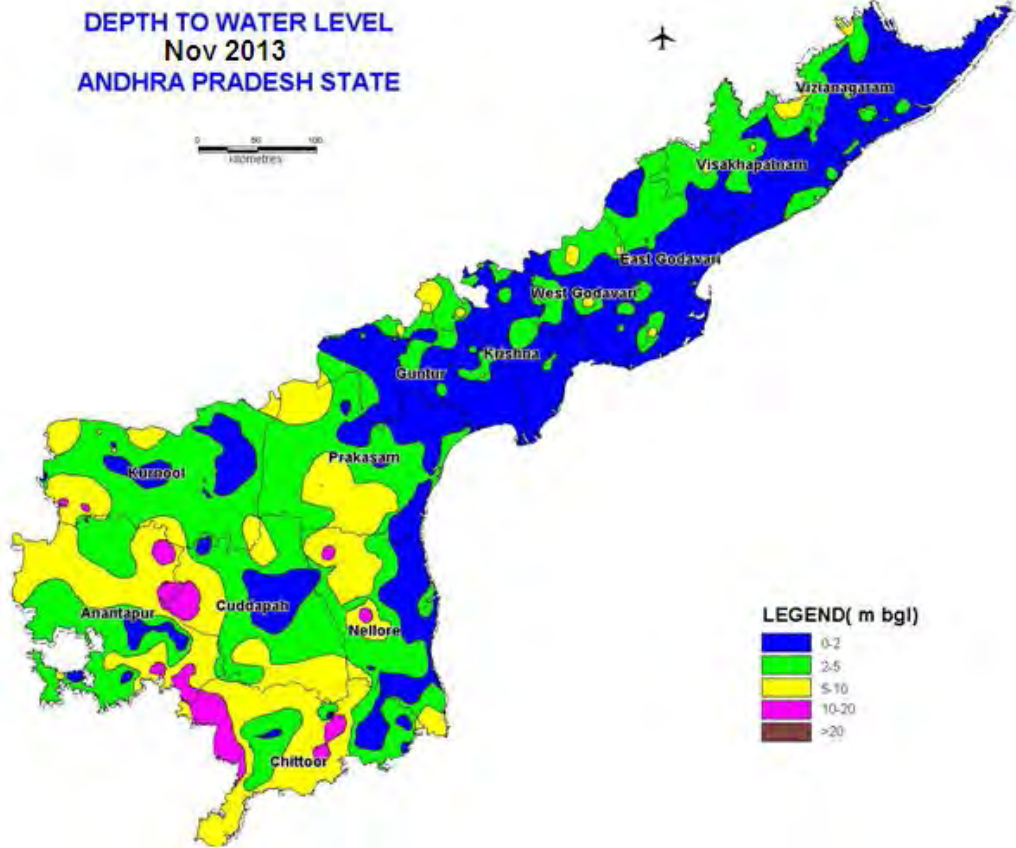 DEPTH TO WATER LEVEL
Nov 2013
ANDHRA PRADESH STATE
0 50 100
kilometres
Vizianagaram
Visakhapatnam
East Godavari
West Godavari
Krishna
Guntur
Prakasam
Kurnool
Anantapur
Cuddapah
Nellore
Chittoor
LEGEND( m bgl)
0-2
2-5
5-10
10-20
>20